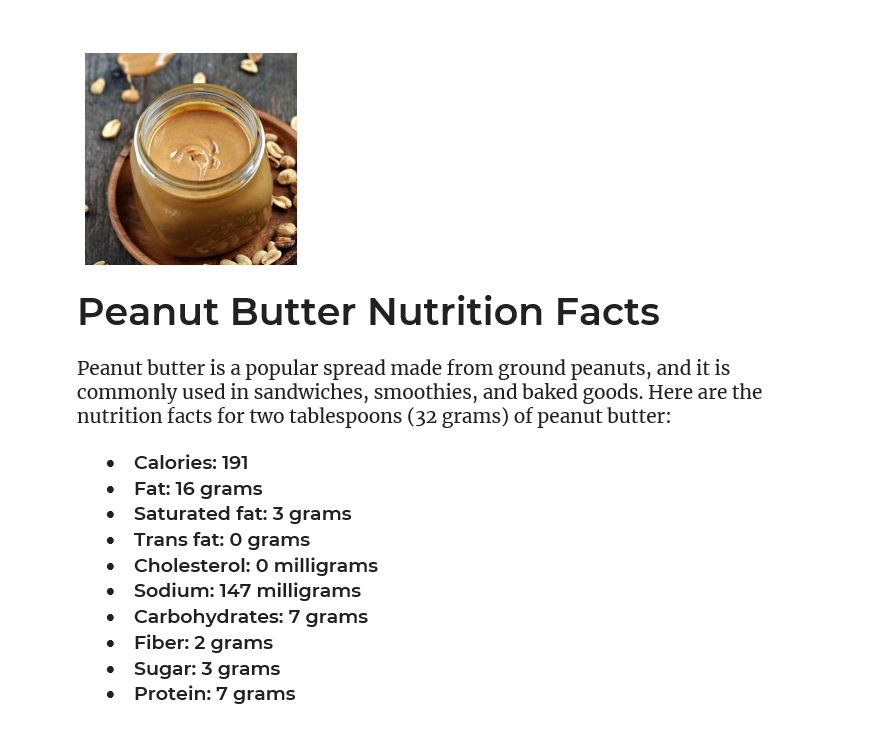 Peanut Butter Nutrition Facts
Peanut butter is a popular spread made from ground peanuts, and it is
commonly used in sandwiches, smoothies, and baked goods. Here are the
nutrition facts for two tablespoons (32 grams) of peanut butter:
• Calories: 191
• Fat: 16 grams
• Saturated fat: 3 grams
• Trans fat: 0 grams
• Cholesterol: 0 milligrams
• Sodium: 147 milligrams
• Carbohydrates: 7 grams
• Fiber: 2 grams
• Sugar: 3 grams
• Protein: 7 grams